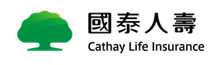 國泰人壽
Cathay Life Insurance